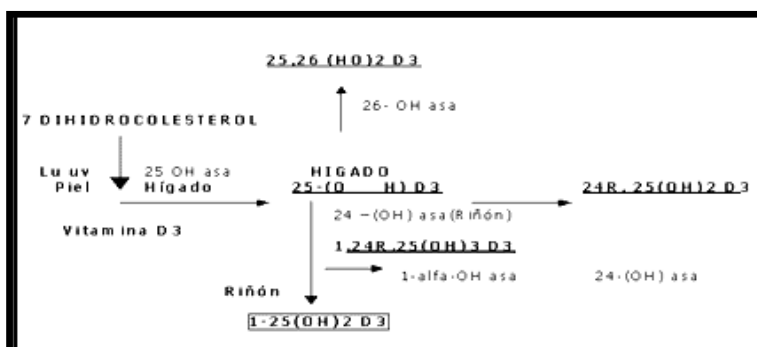 25.26 (HO)2 D3
26- OH asa
7 DIHIDROCOLESTEROL
Lu uv
Piel
25 OH asa
Hígado
HIGADO
25-(O H) D3
24R. 25(OH)2 D3
24 –(OH) asa(Riñón)
Vitamina D3
1.24R.25(OH)3 D3
1-alfa-OH asa
24-(OH) asa
Riñón
1-25(OH)2 D3